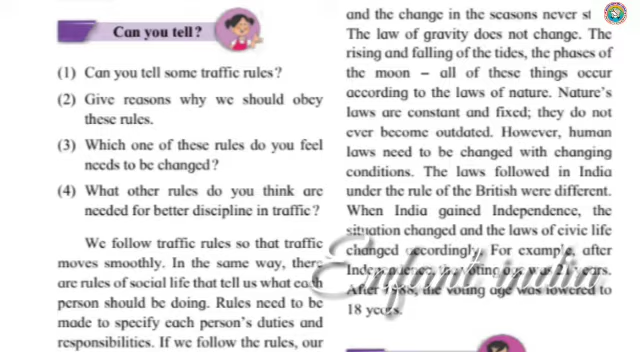 Can you tell?
(1) Can you tell some traffic rules?
(2) Give reasons why we should obey
these rules.
(3) Which one of these rules do you feel
needs to be changed?
(4) What other rules do you think are
needed for better discipline in traffic?
We follow traffic rules so that traffic
moves smoothly. In the same way, there
are rules of social life that tell us what each
person should be doing. Rules need to be
made to specify each person's duties and
responsibilities. If we follow the rules, our
and the change in the seasons never
The law of gravity does not change. The
rising and falling of the tides, the phases of
the moon – all of these things occur
according to the laws of nature. Nature's
laws are constant and fixed; they do not
ever become outdated. However, human
laws need to be changed with changing
conditions. The laws followed in India
under the rule of the British were different.
When India gained Independence, the
situation changed and the laws of civic life
changed accordingly. For example, after
Independence, the voting age was 21 years.
After 1988, the voting age was lowered to
18 years.
Enfant india